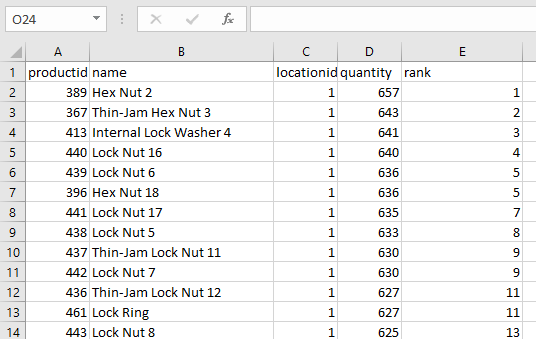 O24 fx
A B C D E
1 productid name locationid quantity rank
2 389 Hex Nut 2 1 657 1
3 367 Thin-Jam Hex Nut 3 1 643 2
4 413 Internal Lock Washer 4 1 641 3
5 440 Lock Nut 16 1 640 4
6 439 Lock Nut 6 1 636 5
7 396 Hex Nut 18 1 636 5
8 441 Lock Nut 17 1 635 7
9 438 Lock Nut 5 1 633 8
10 437 Thin-Jam Lock Nut 11 1 630 9
11 442 Lock Nut 7 1 630 9
12 436 Thin-Jam Lock Nut 12 1 627 11
13 461 Lock Ring 1 627 11
14 443 Lock Nut 8 1 625 13